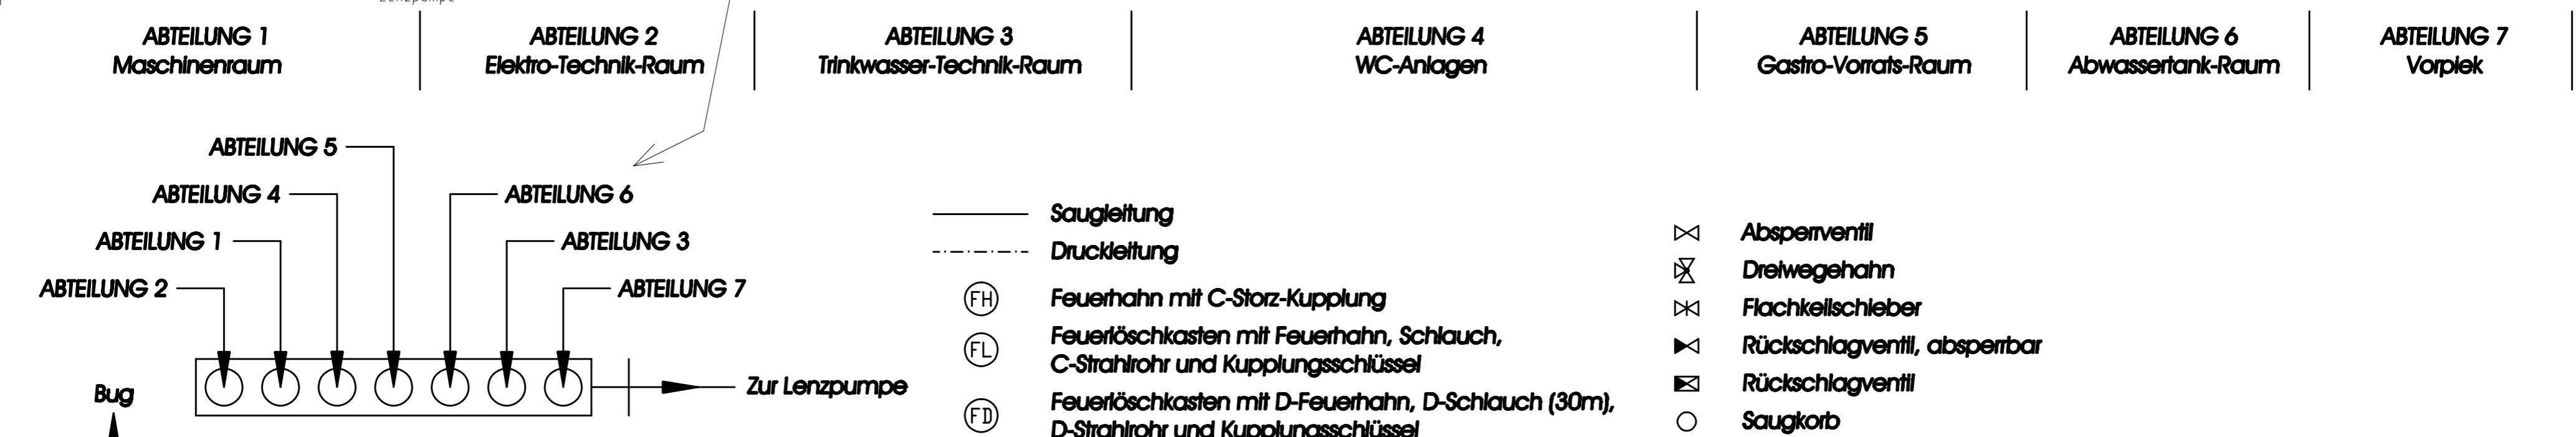 Lenzpumpe
ABTEILUNG 1
Maschinenraum
ABTEILUNG 2
Elektro-Technik-Raum
ABTEILUNG 3
Trinkwasser-Technik-Raum
ABTEILUNG 4
WC-Anlagen
ABTEILUNG 5
Gastro-Vorrats-Raum
ABTEILUNG 6
Abwassertank-Raum
ABTEILUNG 7
Vorpiek
ABTEILUNG 5
ABTEILUNG 4
ABTEILUNG 1
ABTEILUNG 2
ABTEILUNG 6
ABTEILUNG 3
ABTEILUNG 7
Zur Lenzpumpe
Bug
Saugleitung
Druckleitung
FH Feuerhahn mit C-Storz-Kupplung
FL Feuerlöschkasten mit Feuerhahn, Schlauch,
C-Strahlrohr und Kupplungsschlüssel
FD Feuerlöschkasten mit D-Feuerhahn, D-Schlauch (30m),
D-Strahlrohr und Kupplungsschlüssel
Absperrventil
Dreiwegehahn
Flachkeilschieber
Rückschlagventil, absperrbar
Rückschlagventil
Saugkorb